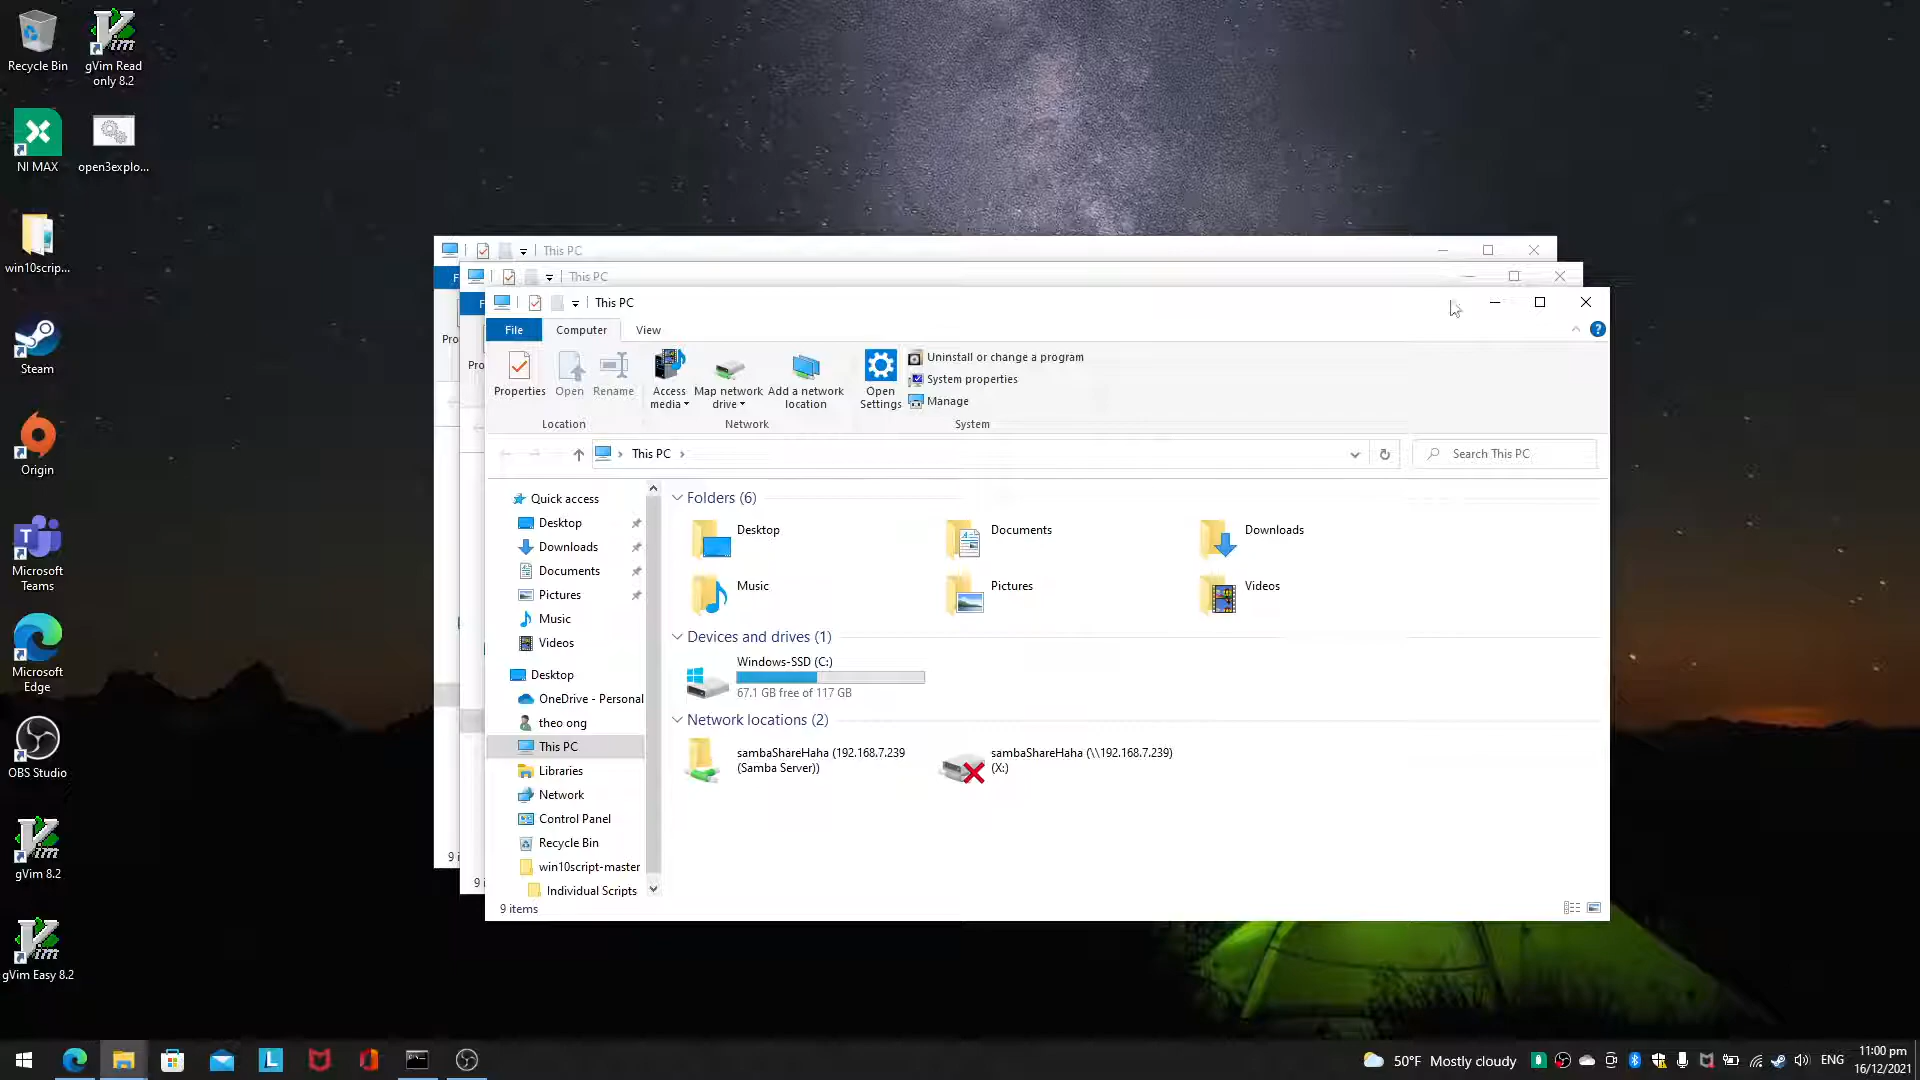 Recycle Bin
gVim Read
only 8.2
NI MAX
open3explo...
win10scrip...
Steam
Origin
Microsoft
Teams
Microsoft
Edge
OBS Studio
gVim 8.2
gVim Easy 8.2
This PC
This PC
This PC
File
Computer
View
Properties
Open
Rename
Access
media
Map network
drive
Add a network
location
Open
Settings
Uninstall or change a program
System properties
Manage
Location
Network
System
This PC
Search This PC
Quick access
Desktop
Downloads
Documents
Pictures
Music
Videos
Desktop
OneDrive - Personal
theo ong
This PC
Libraries
Network
Control Panel
Recycle Bin
win10script-master
Individual Scripts
Folders (6)
Desktop
Documents
Downloads
Music
Pictures
Videos
Devices and drives (1)
Windows-SSD (C:)
67.1 GB free of 117 GB
Network locations (2)
sambaShareHaha (192.168.7.239
(Samba Server))
sambaShareHaha (\\192.168.7.239)
(X:)
9 items
50°F Mostly cloudy
ENG
11:00 pm
16/12/2021